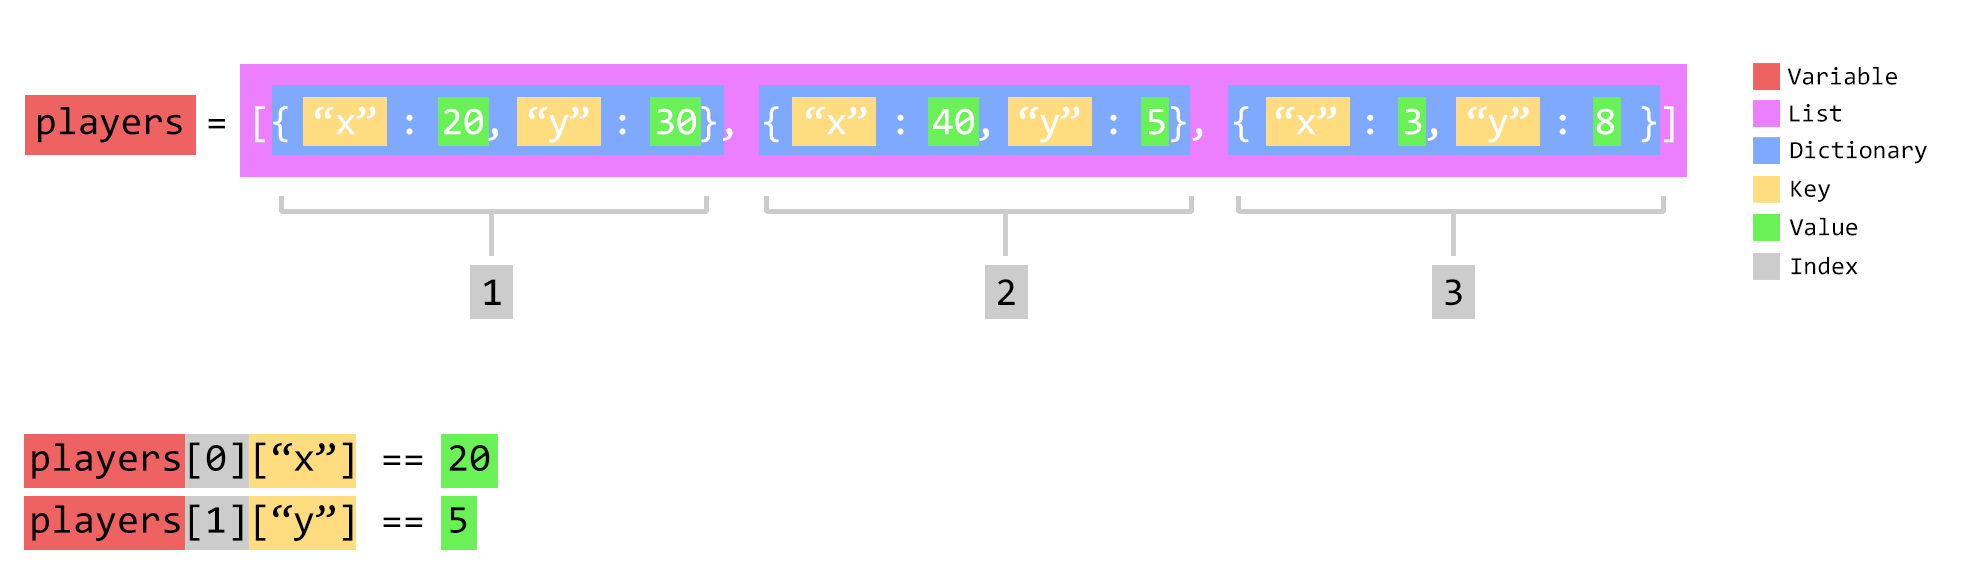 players = [{ “x” : 20, “y” : 30}, { “x” : 40, “y” : 5}, { “x” : 3, “y” : 8 }]
1 2 3
players[0][“x”] == 20
players[1][“y”] == 5
Variable
List
Dictionary
Key
Value
Index